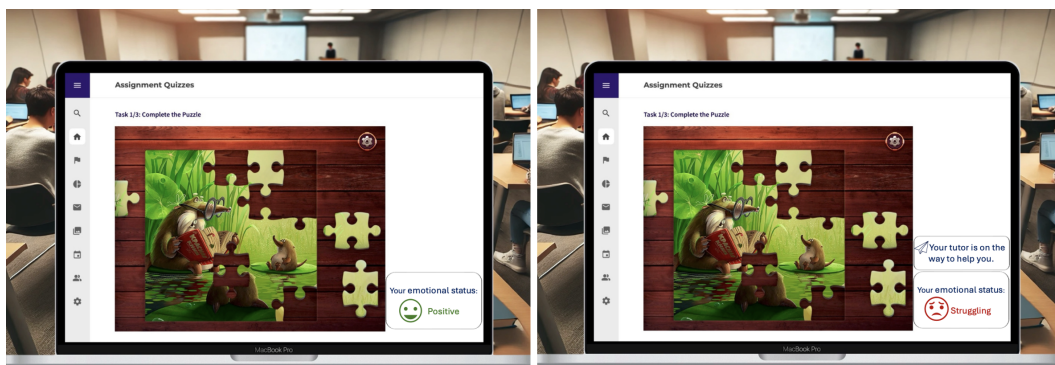 Assignment Quizzes
Task 1/3: Complete the Puzzle
Your emotional status:
Positive
MacBook Pro
Assignment Quizzes
Task 1/3: Complete the Puzzle
Your tutor is on the
way to help you.
Your emotional status:
Struggling
MacBook Pro